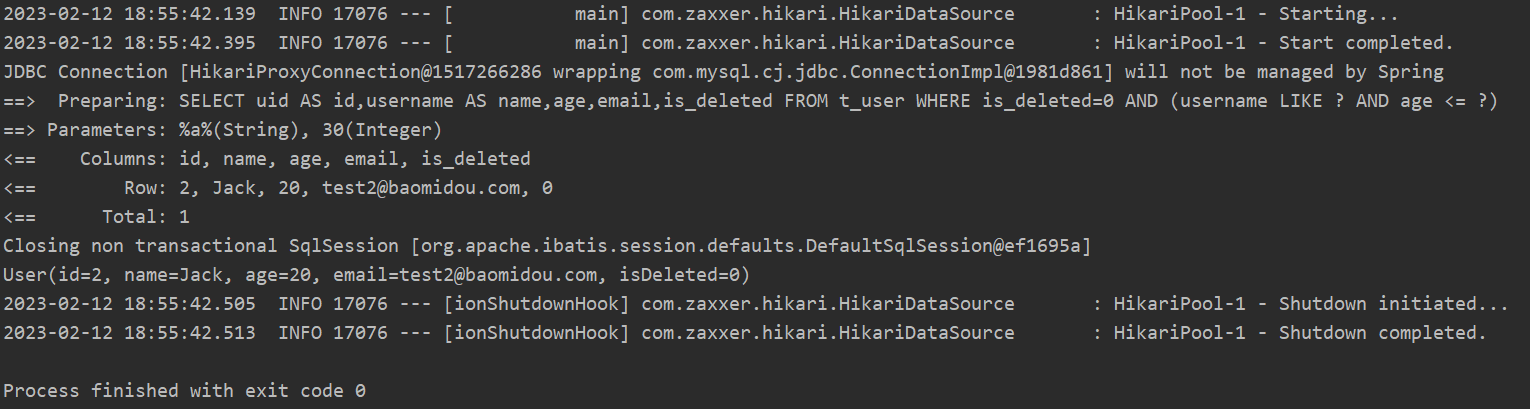 2023-02-12 18:55:42.139  INFO 17076 --- [           main] com.zaxxer.hikari.HikariDataSource       : HikariPool-1 - Starting...
2023-02-12 18:55:42.395  INFO 17076 --- [           main] com.zaxxer.hikari.HikariDataSource       : HikariPool-1 - Start completed.
JDBC Connection [HikariProxyConnection@1517266286 wrapping com.mysql.cj.jdbc.ConnectionImpl@1981d861] will not be managed by Spring
==>  Preparing: SELECT uid AS id,username AS name,age,email,is_deleted FROM t_user WHERE is_deleted=0 AND (username LIKE ? AND age <= ?)
==> Parameters: %a%(String), 30(Integer)
<==    Columns: id, name, age, email, is_deleted
<==        Row: 2, Jack, 20, test2@baomidou.com, 0
<==      Total: 1
Closing non transactional SqlSession [org.apache.ibatis.session.defaults.DefaultSqlSession@ef1695a]
User(id=2, name=Jack, age=20, email=test2@baomidou.com, isDeleted=0)
2023-02-12 18:55:42.505  INFO 17076 --- [ionShutdownHook] com.zaxxer.hikari.HikariDataSource       : HikariPool-1 - Shutdown initiated...
2023-02-12 18:55:42.513  INFO 17076 --- [ionShutdownHook] com.zaxxer.hikari.HikariDataSource       : HikariPool-1 - Shutdown completed.
Process finished with exit code 0